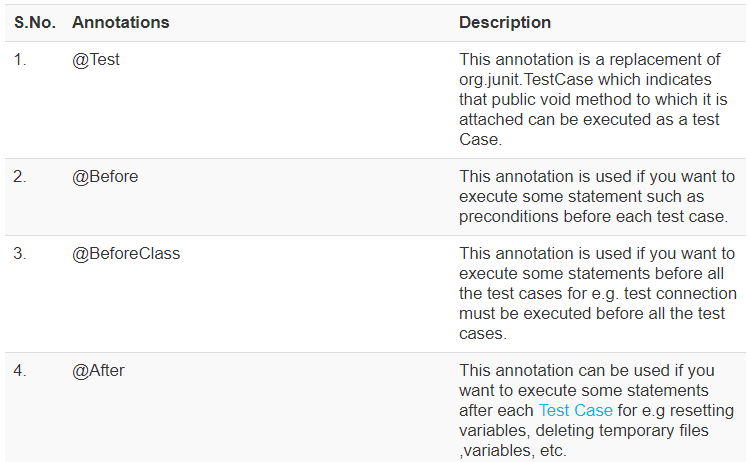 S.No. Annotations Description
1. @Test This annotation is a replacement of
org.junit.TestCase which indicates
that public void method to which it is
attached can be executed as a test
Case.
2. @Before This annotation is used if you want to
execute some statement such as
preconditions before each test case.
3. @BeforeClass This annotation is used if you want to
execute some statements before all
the test cases for e.g. test connection
must be executed before all the test
cases.
4. @After This annotation can be used if you
want to execute some statements
after each Test Case for e.g resetting
variables, deleting temporary files
,variables, etc.